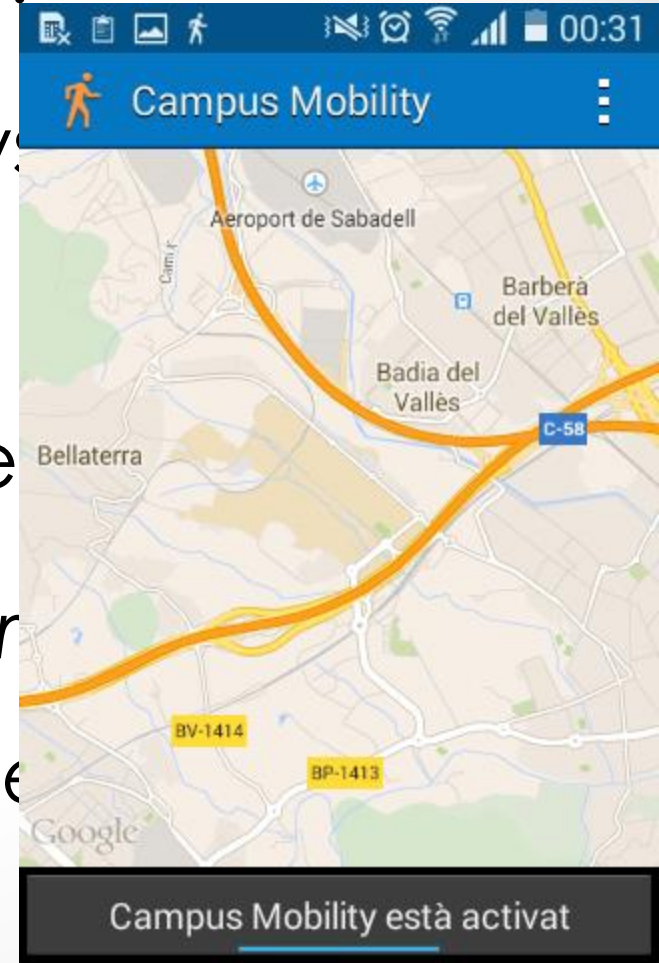 00:31
Campus Mobility
Aeroport de Sabadell
Barberà
del Vallès
Badia del
Vallès
C-58
Bellaterra
BV-1414
BP-1413
Google
Campus Mobility està activat